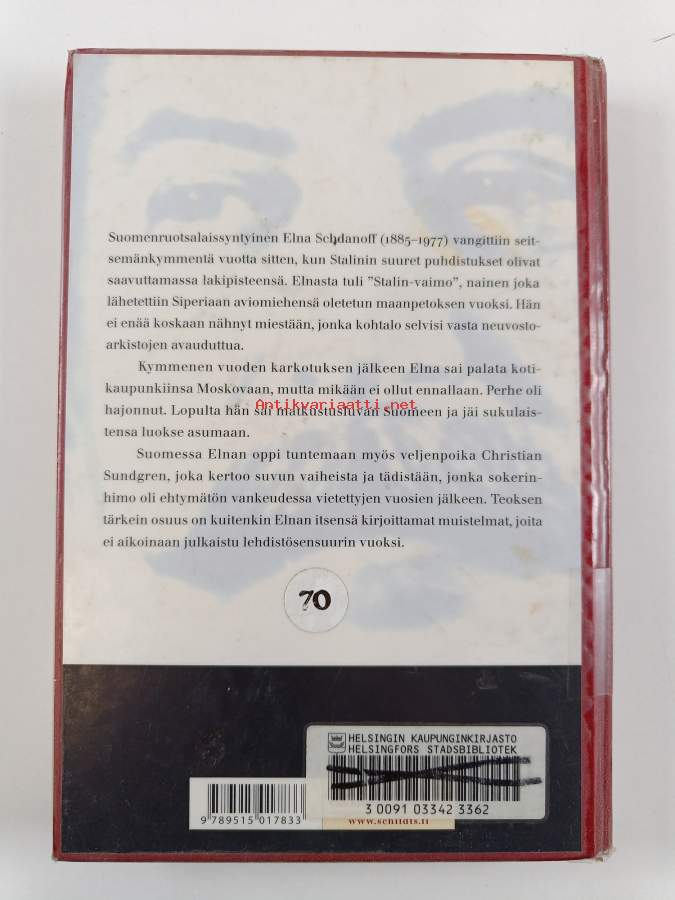 Suomenruotsalaissyntyinen Elna Schdanoff (1885–1977) vangittiin seit-
semänkymmentä vuotta sitten, kun Stalinin suuret puhdistukset olivat
saavuttamassa lakipisteensä. Elnasta tuli ”Stalin-vaimo”, nainen joka
lähetettiin Siperiaan aviomiehensä oletetun maanpetoksen vuoksi. Hän
ei enää koskaan nähnyt miestään, jonka kohtalo selvisi vasta neuvosto-
arkistojen avauduttua.
Kymmenen vuoden karkotuksen jälkeen Elna sai palata koti-
kaupunkiinsa Moskovaan, mutta mikään ei ollut ennallaan. Perhe oli
hajonnut. Lopulta hän sai matkustusluvan Suomeen ja jäi sukulais-
Antikvariaatti.net
tensa luokse asumaan.
Suomessa Elnan oppi tuntemaan myös veljenpoika Christian
Sundgren, joka kertoo suvun vaiheista ja tädistään, jonka sokerin-
himo oli ehtymätön vankeudessa vietettyjen vuosien jälkeen. Teoksen
tärkein osuus on kuitenkin Elnan itsensä kirjoittamat muistelmat, joita
ei aikoinaan julkaistu lehdistösensuurin vuoksi.
70
HELSINGIN KAUPUNGINKIRJASTO
HELSINGFORS STADSBIBLIOTEK
3 0091 03342 3362
9 789515 017833
www.schildts.fi